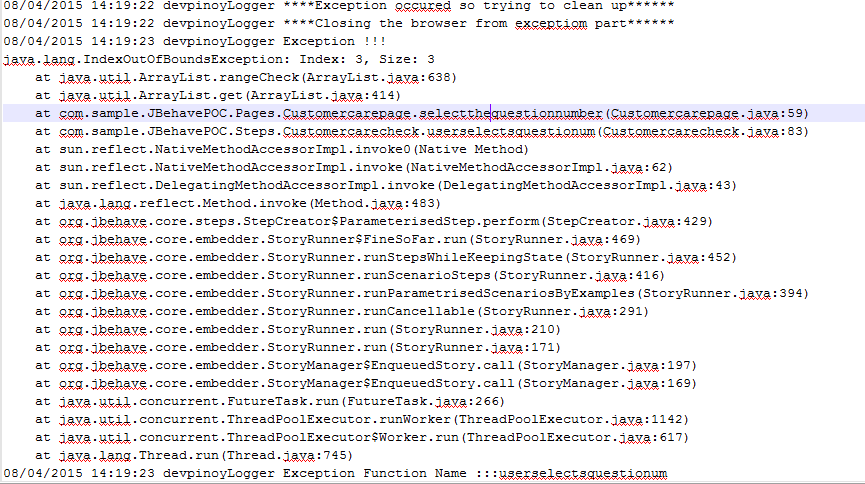 08/04/2015 14:19:22 devpinoyLogger ****Exception occured so trying to clean up******
08/04/2015 14:19:22 devpinoyLogger ****Closing the browser from exceptiom part******
08/04/2015 14:19:23 devpinoyLogger Exception !!!
java.lang.IndexOutOfBoundsException: Index: 3, Size: 3
    at java.util.ArrayList.rangeCheck(ArrayList.java:638)
    at java.util.ArrayList.get(ArrayList.java:414)
    at com.sample.JBehavePOC.Pages.Customercarepage.selectthequestionnumber(Customercarepage.java:59)
    at com.sample.JBehavePOC.Steps.Customercarecheck.userselectsquestionum(Customercarecheck.java:83)
    at sun.reflect.NativeMethodAccessorImpl.invoke0(Native Method)
    at sun.reflect.NativeMethodAccessorImpl.invoke(NativeMethodAccessorImpl.java:62)
    at sun.reflect.DelegatingMethodAccessorImpl.invoke(DelegatingMethodAccessorImpl.java:43)
    at java.lang.reflect.Method.invoke(Method.java:483)
    at org.jbehave.core.steps.StepCreator$ParameterisedStep.perform(StepCreator.java:429)
    at org.jbehave.core.embedder.StoryRunner$FineSoFar.run(StoryRunner.java:469)
    at org.jbehave.core.embedder.StoryRunner.runStepsWhileKeepingState(StoryRunner.java:452)
    at org.jbehave.core.embedder.StoryRunner.runScenarioSteps(StoryRunner.java:416)
    at org.jbehave.core.embedder.StoryRunner.runParametrisedScenariosByExamples(StoryRunner.java:394)
    at org.jbehave.core.embedder.StoryRunner.runCancellable(StoryRunner.java:291)
    at org.jbehave.core.embedder.StoryRunner.run(StoryRunner.java:210)
    at org.jbehave.core.embedder.StoryRunner.run(StoryRunner.java:171)
    at org.jbehave.core.embedder.StoryManager$EnqueuedStory.call(StoryManager.java:197)
    at org.jbehave.core.embedder.StoryManager$EnqueuedStory.call(StoryManager.java:169)
    at java.util.concurrent.FutureTask.run(FutureTask.java:266)
    at java.util.concurrent.ThreadPoolExecutor.runWorker(ThreadPoolExecutor.java:1142)
    at java.util.concurrent.ThreadPoolExecutor$Worker.run(ThreadPoolExecutor.java:617)
    at java.lang.Thread.run(Thread.java:745)
08/04/2015 14:19:23 devpinoyLogger Exception Function Name :::userselectsquestionum